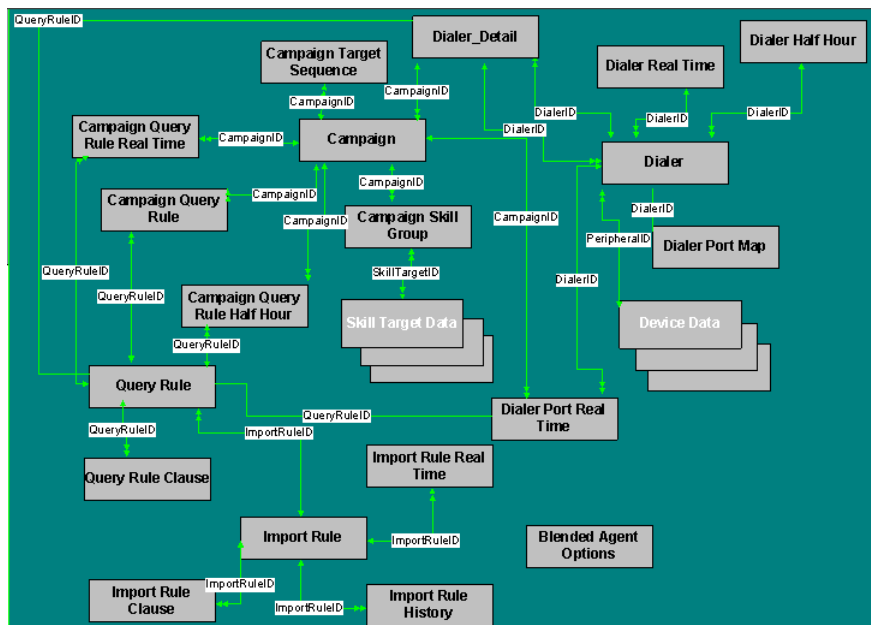 QueryRuleID
Dialer_Detail
Dialer Half Hour
Campaign Target
Sequence
Dialer Real Time
CampaignID
CampaignID
DialerID
DialerID
DialerID
Campaign Query
Rule Real Time
CampaignID
Campaign
DialerID
Dialer
CampaignID
CampaignID
Campaign Query
Rule
CampaignID
Campaign Skill
Group
CampaignID
DialerID
PeripheralID
Dialer Port Map
SkillTargetID
QueryRuleID
DialerID
QueryRuleID
Campaign Query
Rule Half Hour
Skill Target Data
Device Data
QueryRuleID
Query Rule
Dialer Port Real
Time
QueryRuleID
QueryRuleID
ImportRuleID
Import Rule Real
Time
Query Rule Clause
Import Rule
ImportRuleID
Blended Agent
Options
ImportRuleID
Import Rule
Clause
ImportRuleID
Import Rule
History